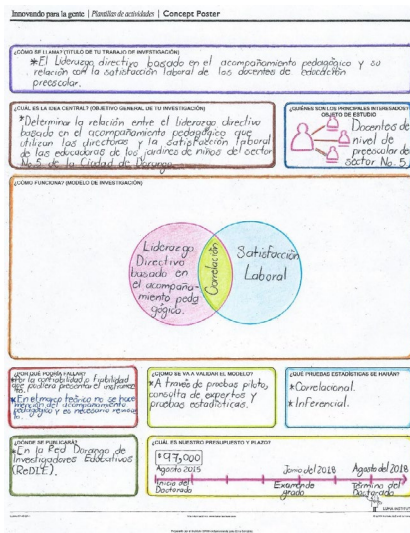 Innovando para la gente | Plantillas de actividades | Concept Poster
¿CÓMO SE LLAMA? (TITULO DE TU TRABAJO DE INVESTIGACIÓN)
*El Liderazgo directivo basado en el acompañamiento pedagógico y su
relación con la satisfacción laboral de los docentes de educación
preescolar.
¿CUÁL ES LA IDEA CENTRAL? (OBJETIVO GENERAL DE TU INVESTIGACIÓN)
*Determinar la relación entre el liderazgo directivo
basado en el acompañamiento pedagógico que
utilizan las directoras y la satisfacción laboral
de las educadoras de los jardines de niños del sector
No. 5 de la Ciudad de Durango.
¿QUIÉNES SON LOS PRINCIPALES INTERESADOS?
OBJETO DE ESTUDIO
Docentes de
nivel de
preescolar del
sector No. 5
¿CÓMO FUNCIONA? (MODELO DE INVESTIGACIÓN)
Liderazgo
Directivo
basado en
el acompaña-
miento peda
gógico.
Correlación
Satisfacción
Laboral
¿POR QUÉ PODRÍA FALLAR?
*Por la confiabilidad o fiabilidad
que pudiera presentar el instrumen
to.
*En el marco teórico no se hace
mención del acompañamiento
pedagógico y es necesario
¿CÓMO SE VA A VALIDAR EL MODELO?
*A través de pruebas piloto,
consulta de expertos y
pruebas estadísticas.
¿QUÉ PRUEBAS ESTADÍSTICAS SE HARÁN?
*Correlacional.
*Inferencial.
¿DÓNDE SE PUBLICARÁ?
*En la Red Durango de
Investigadores Educativos
(ReDIE).
¿CUÁL ES NUESTRO PRESUPUESTO Y PLAZO?
$97,000
Agosto 2015
Junio del 2018
Agosto del 2018
Inicio del
Doctorado
Examen de
grado
Término del
Doctorado